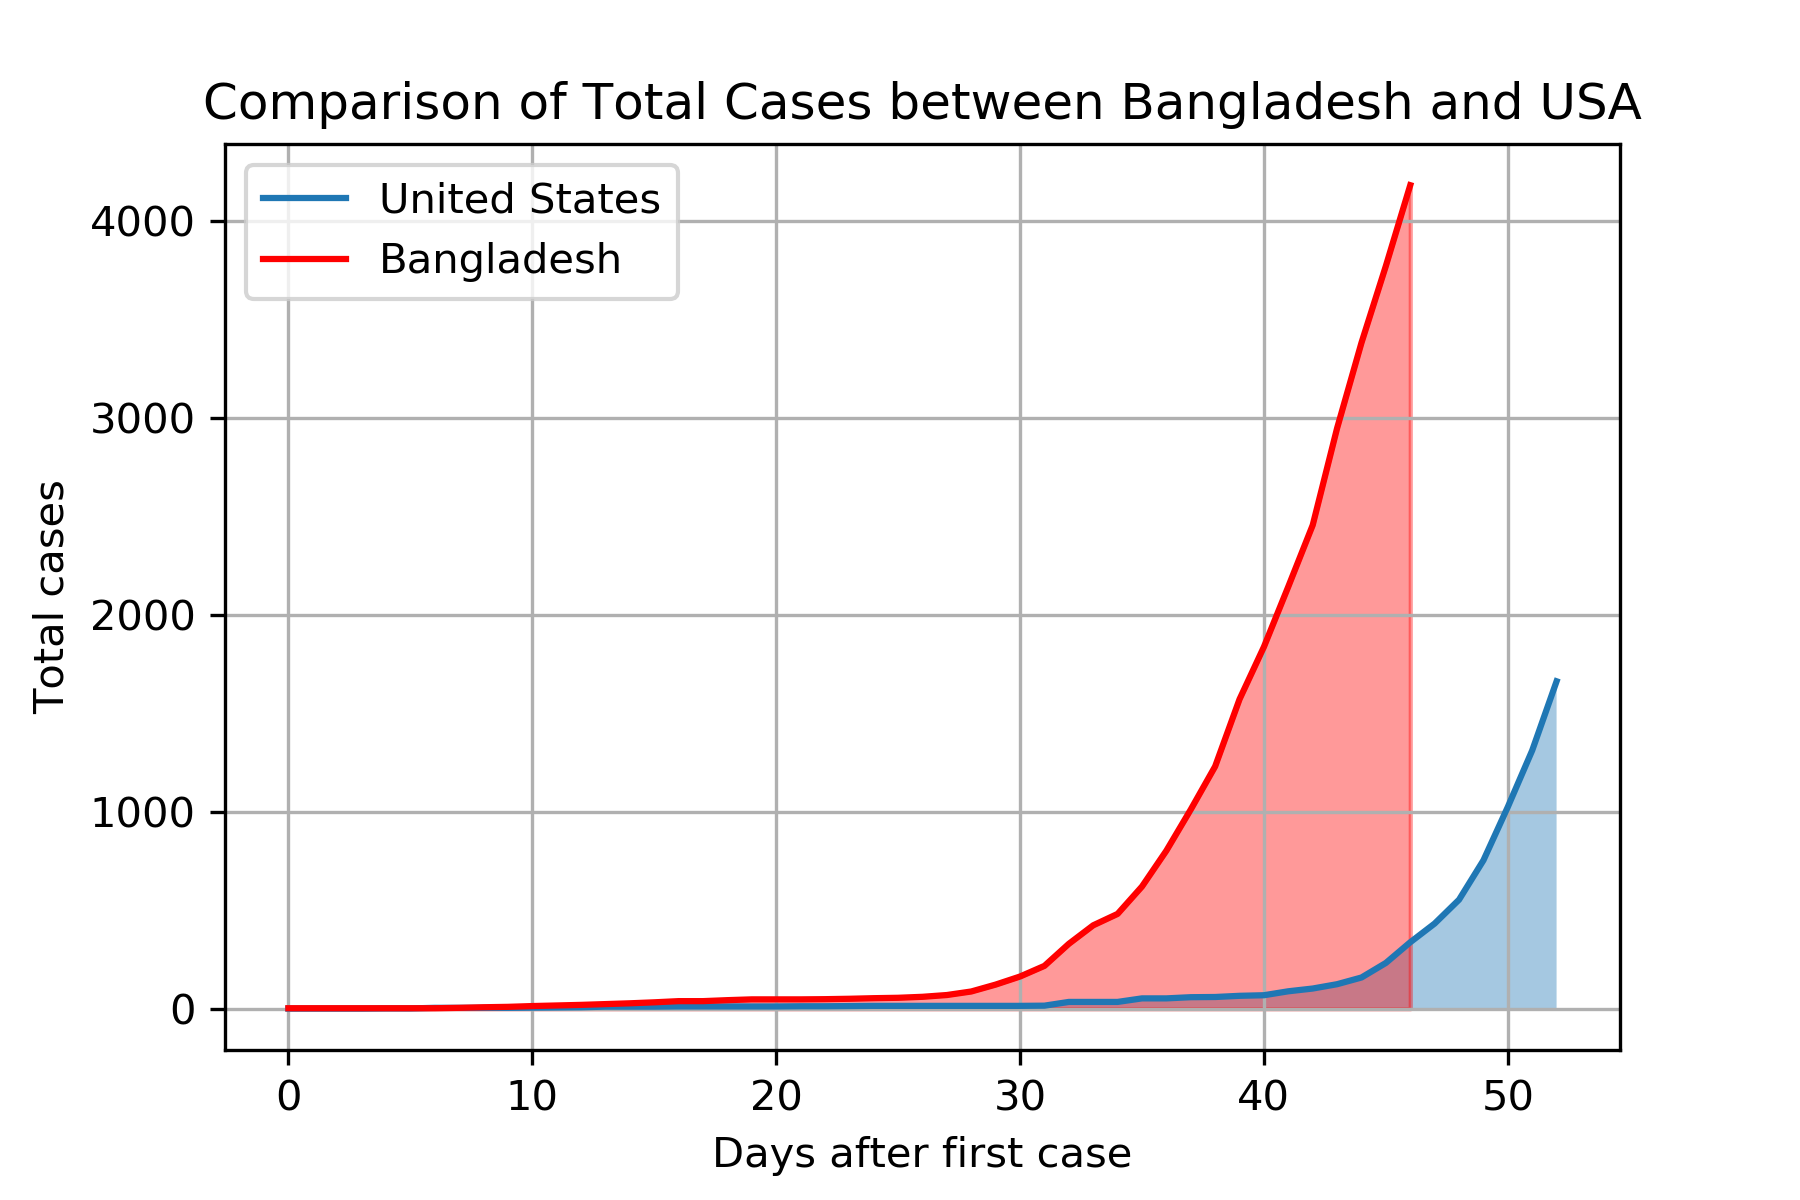 Comparison of Total Cases between Bangladesh and USA
United States
Bangladesh
4000
3000
2000
1000
0
Total cases
0 10 20 30 40 50
Days after first case